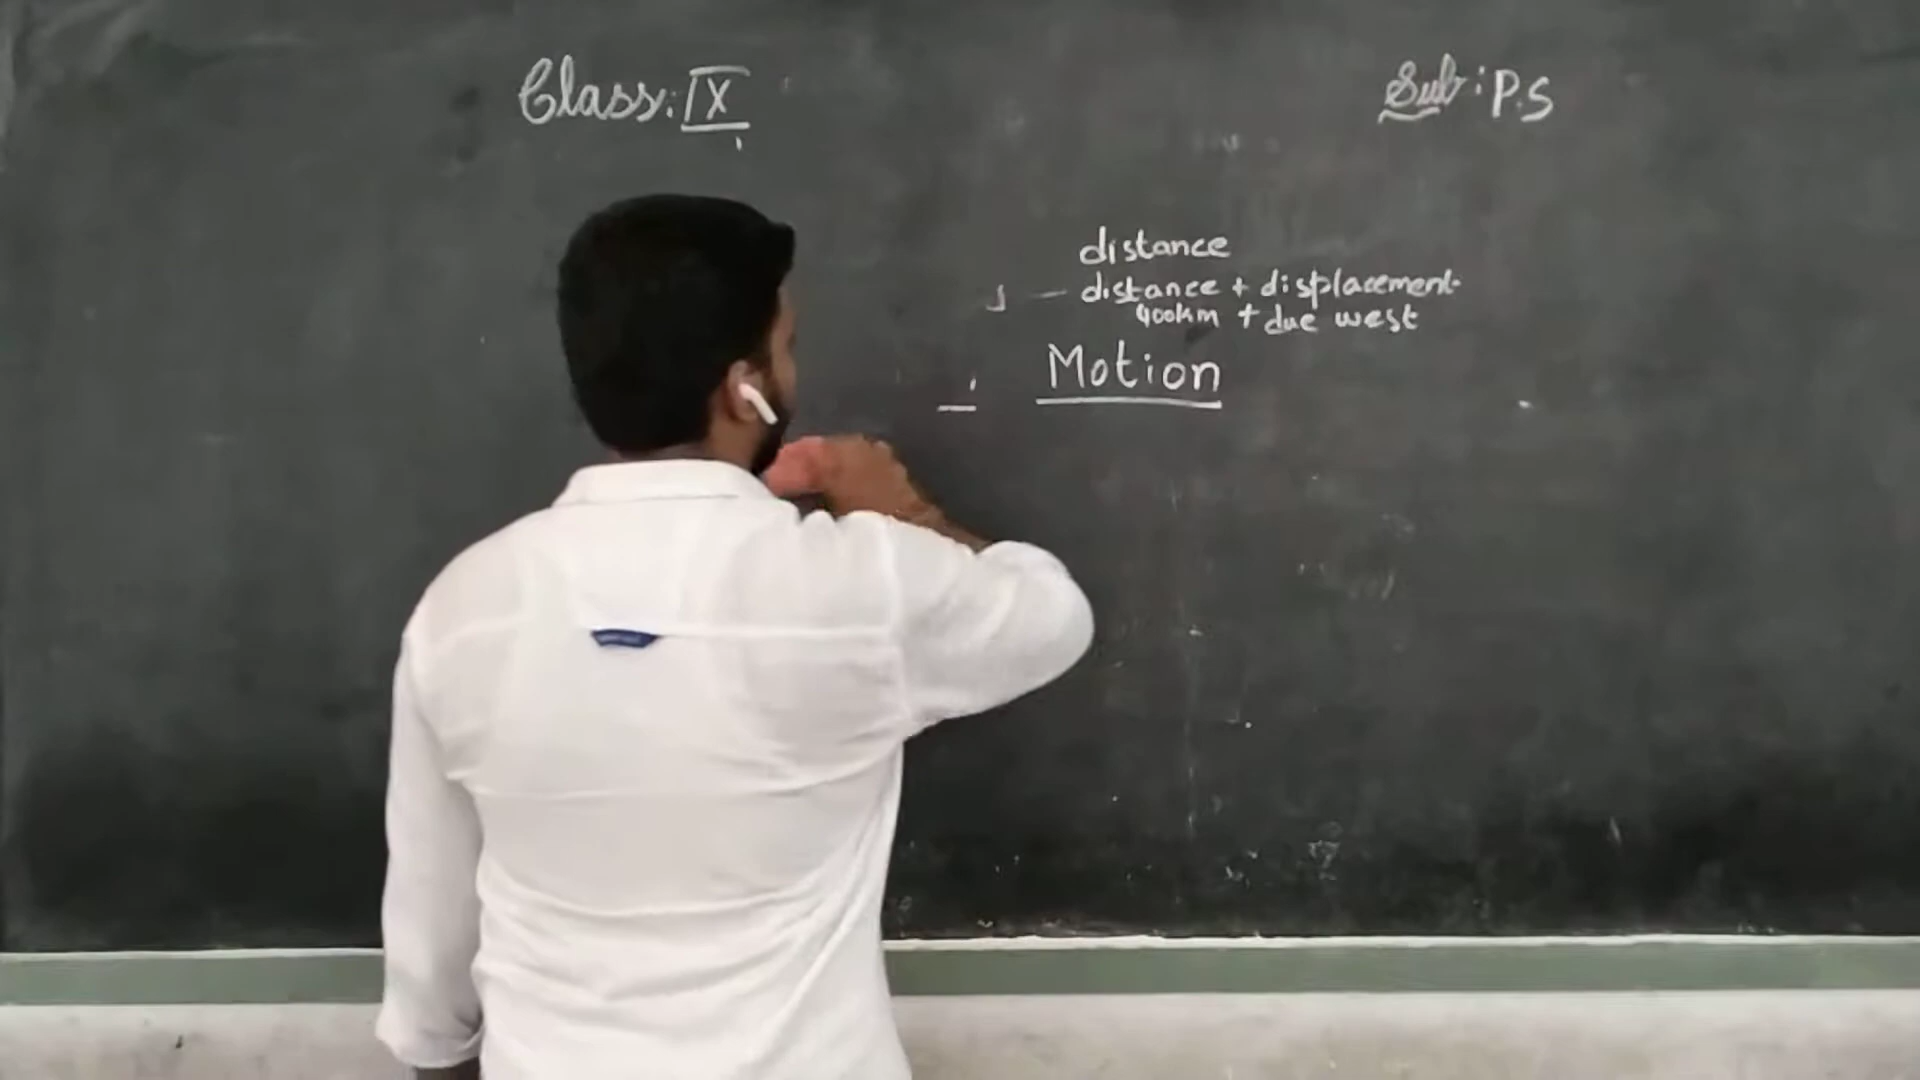 Class: IX
Sub: P.S
distance
— distance + displacement
400km + due west
Motion